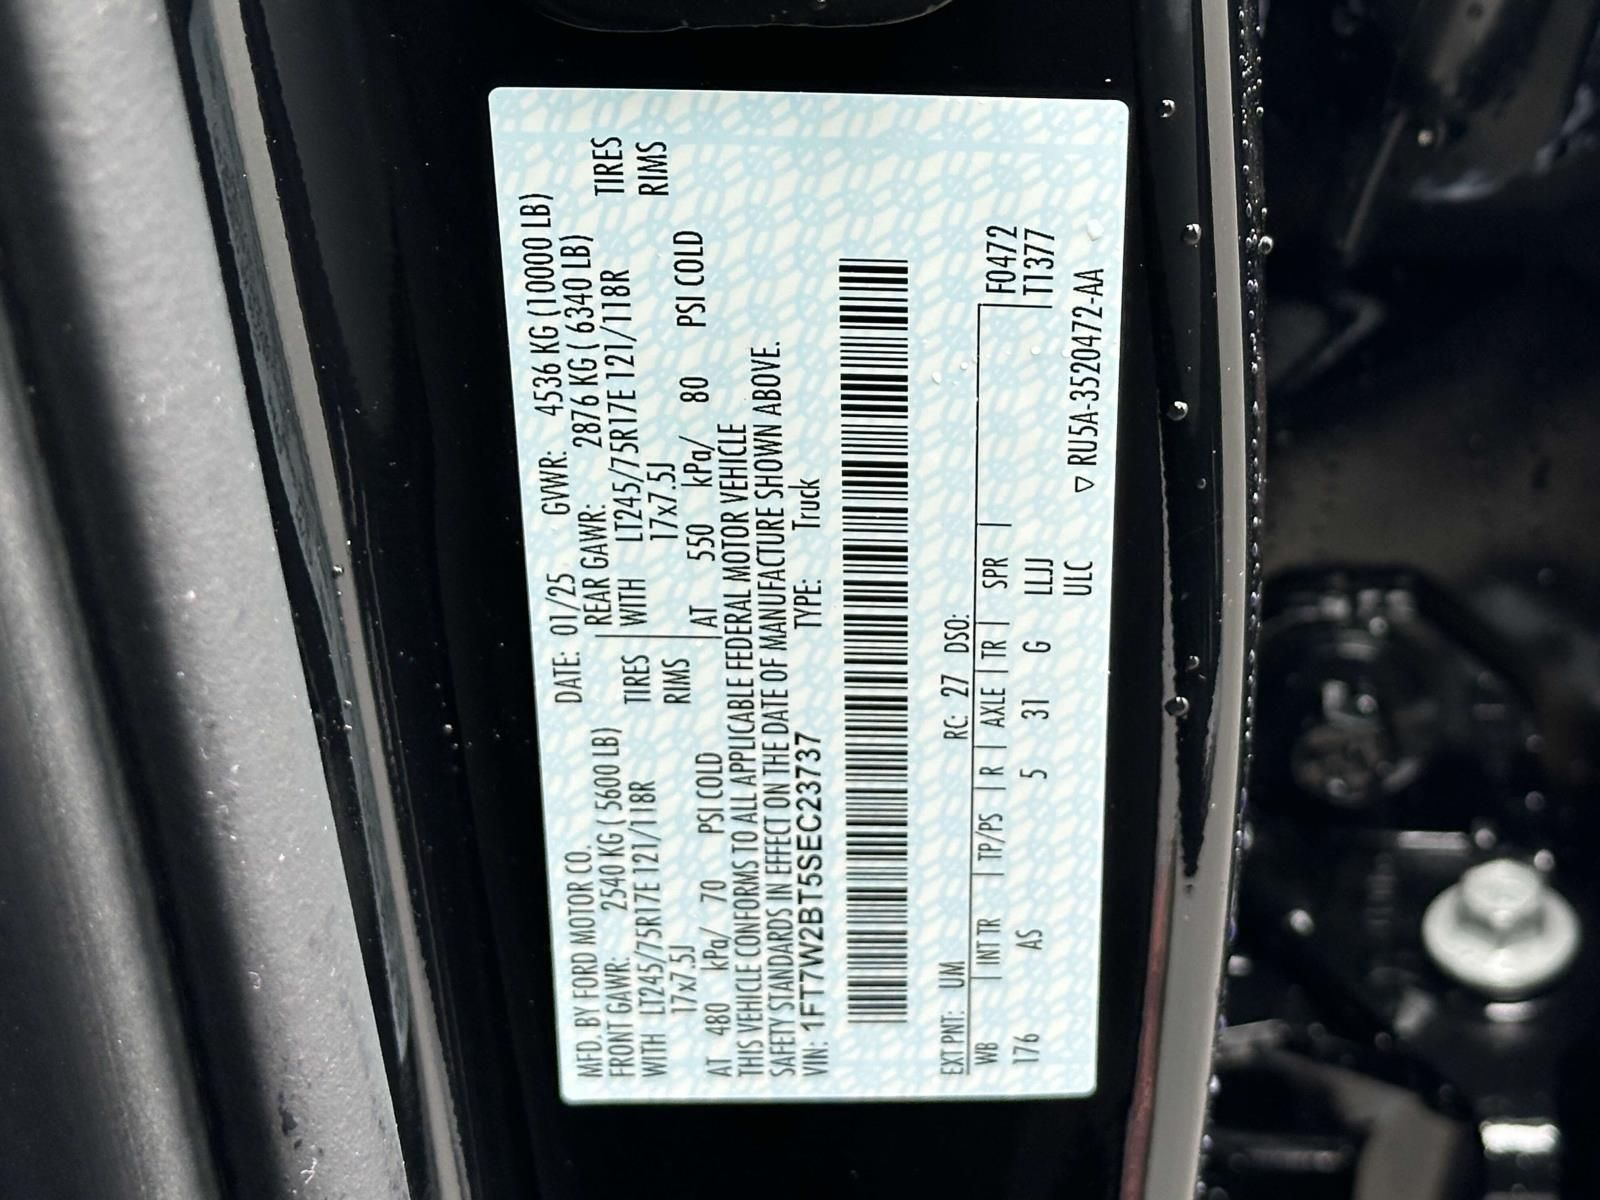 MFD. BY FORD MOTOR CO.
DATE: 01/25 GVWR: 4536 KG (10000 LB)
FRONT GAWR: 2540 KG ( 5600 LB) REAR GAWR: 2876 KG ( 6340 LB)
WITH LT245/75R17E 121/118R TIRES WITH LT245/75R17E 121/118R TIRES
17x7.5J RIMS 17x7.5J RIMS
AT 480 kPa/ 70 PSI COLD AT 550 kPa/ 80 PSI COLD
THIS VEHICLE CONFORMS TO ALL APPLICABLE FEDERAL MOTOR VEHICLE
SAFETY STANDARDS IN EFFECT ON THE DATE OF MANUFACTURE SHOWN ABOVE.
VIN: 1FT7W2BT5SEC23737 TYPE: Truck
EXT PNT: UM RC: 27 DSO:
WB INT TR TP/PS R AXLE TR SPR F0472
176 AS 5 31 G LLJJ T1377
ULC ▽ RU5A-3520472-AA